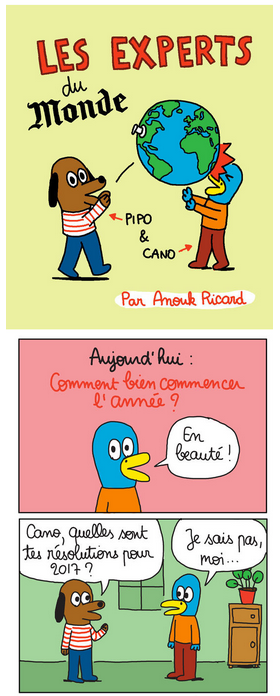 LES EXPERTS
du
Monde
PIPO
&
CANO
Par Anouk Ricard
Aujourd'hui :
Comment bien commencer
l'année ?
En
beauté !
Cano, quelles sont
tes résolutions pour
2017 ?
Je sais pas,
moi...